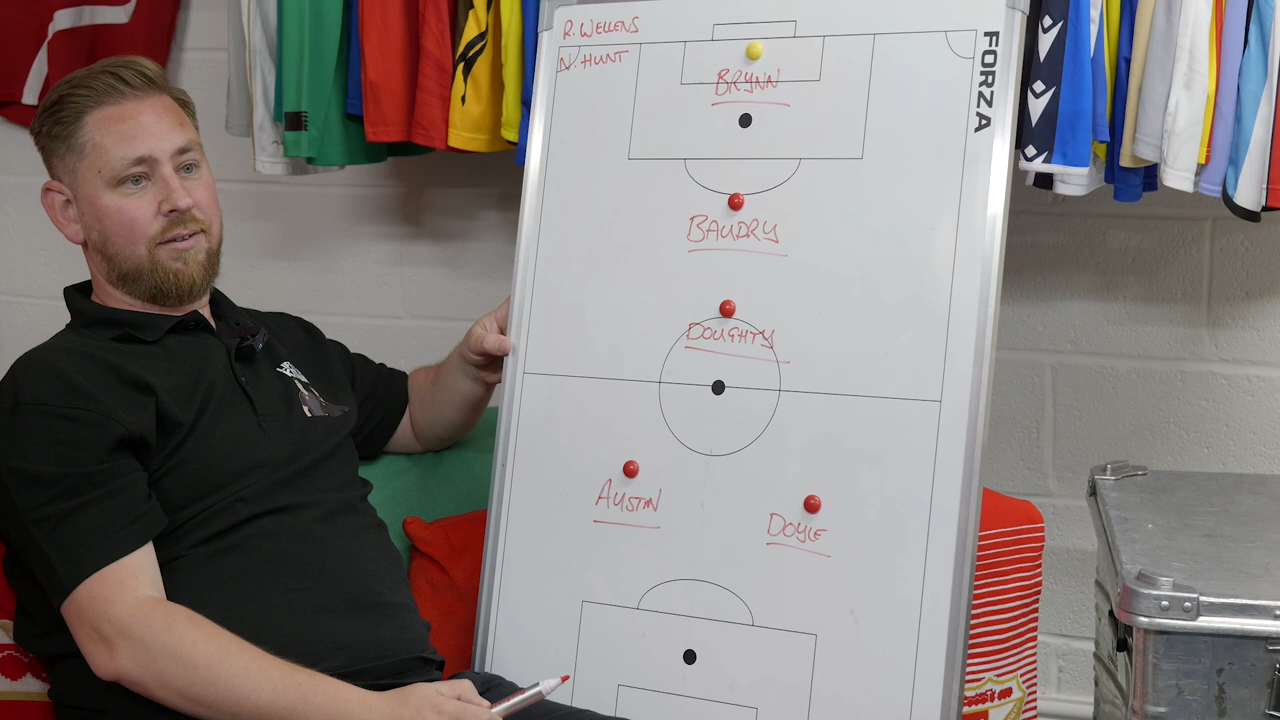 R. WELLENS
N. HUNT
FORZA
BRYNN
BAUDRY
DOUGHTY
AUSTIN
DOYLE